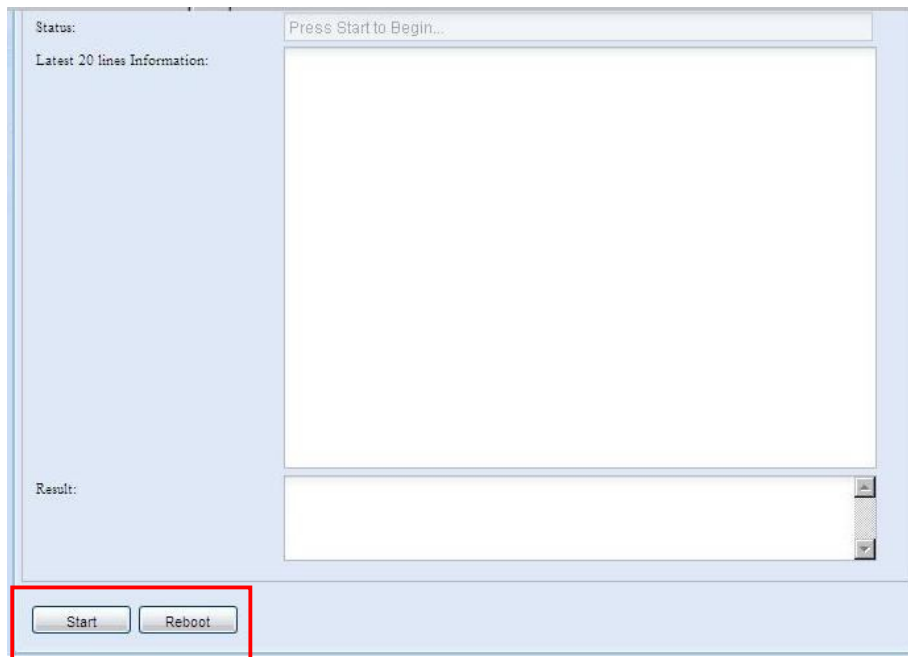 Status:
Press Start to Begin...
Latest 20 lines Information:
Result:
Start
Reboot